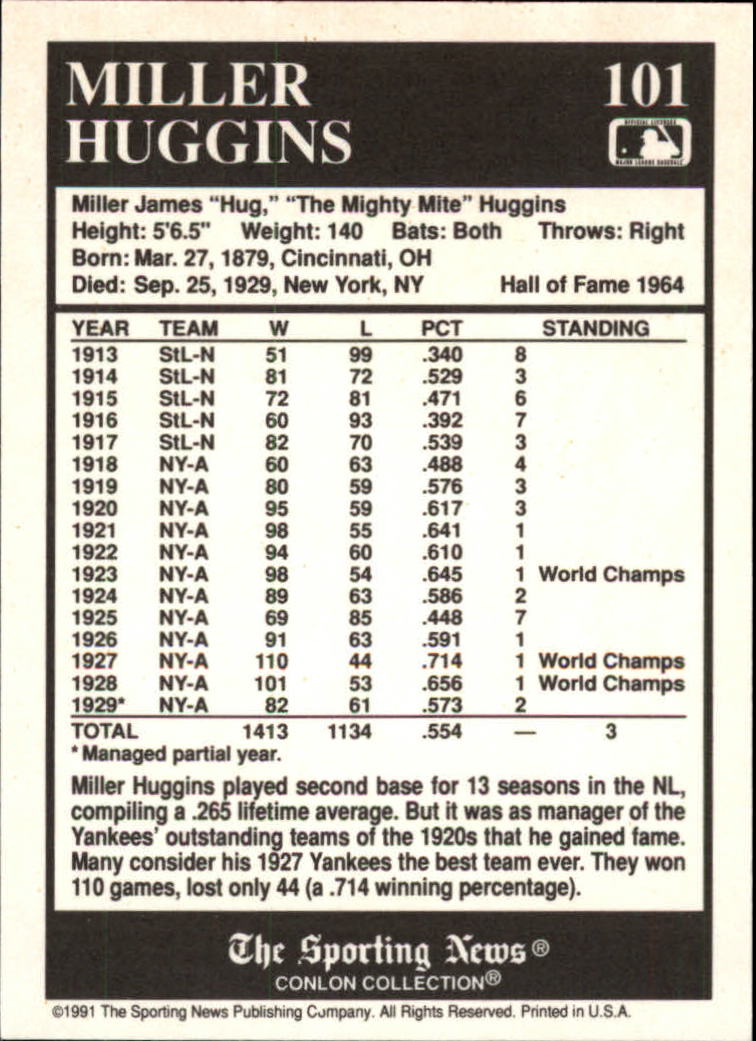 MILLER 101
HUGGINS
OFFICIAL LICENSEE
MAJOR LEAGUE BASEBALL
Miller James “Hug,” “The Mighty Mite” Huggins
Height: 5'6.5" Weight: 140 Bats: Both Throws: Right
Born: Mar. 27, 1879, Cincinnati, OH
Died: Sep. 25, 1929, New York, NY Hall of Fame 1964
YEAR TEAM W L PCT STANDING
1913 StL-N 51 99 .340 8
1914 StL-N 81 72 .529 3
1915 StL-N 72 81 .471 6
1916 StL-N 60 93 .392 7
1917 StL-N 82 70 .539 3
1918 NY-A 60 63 .488 4
1919 NY-A 80 59 .576 3
1920 NY-A 95 59 .617 3
1921 NY-A 98 55 .641 1
1922 NY-A 94 60 .610 1
1923 NY-A 98 54 .645 1 World Champs
1924 NY-A 89 63 .586 2
1925 NY-A 69 85 .448 7
1926 NY-A 91 63 .591 1
1927 NY-A 110 44 .714 1 World Champs
1928 NY-A 101 53 .656 1 World Champs
1929* NY-A 82 61 .573 2
TOTAL 1413 1134 .554 — 3
* Managed partial year.
Miller Huggins played second base for 13 seasons in the NL,
compiling a .265 lifetime average. But it was as manager of the
Yankees’ outstanding teams of the 1920s that he gained fame.
Many consider his 1927 Yankees the best team ever. They won
110 games, lost only 44 (a .714 winning percentage).
The Sporting News®
CONLON COLLECTION®
©1991 The Sporting News Publishing Company. All Rights Reserved. Printed in U.S.A.